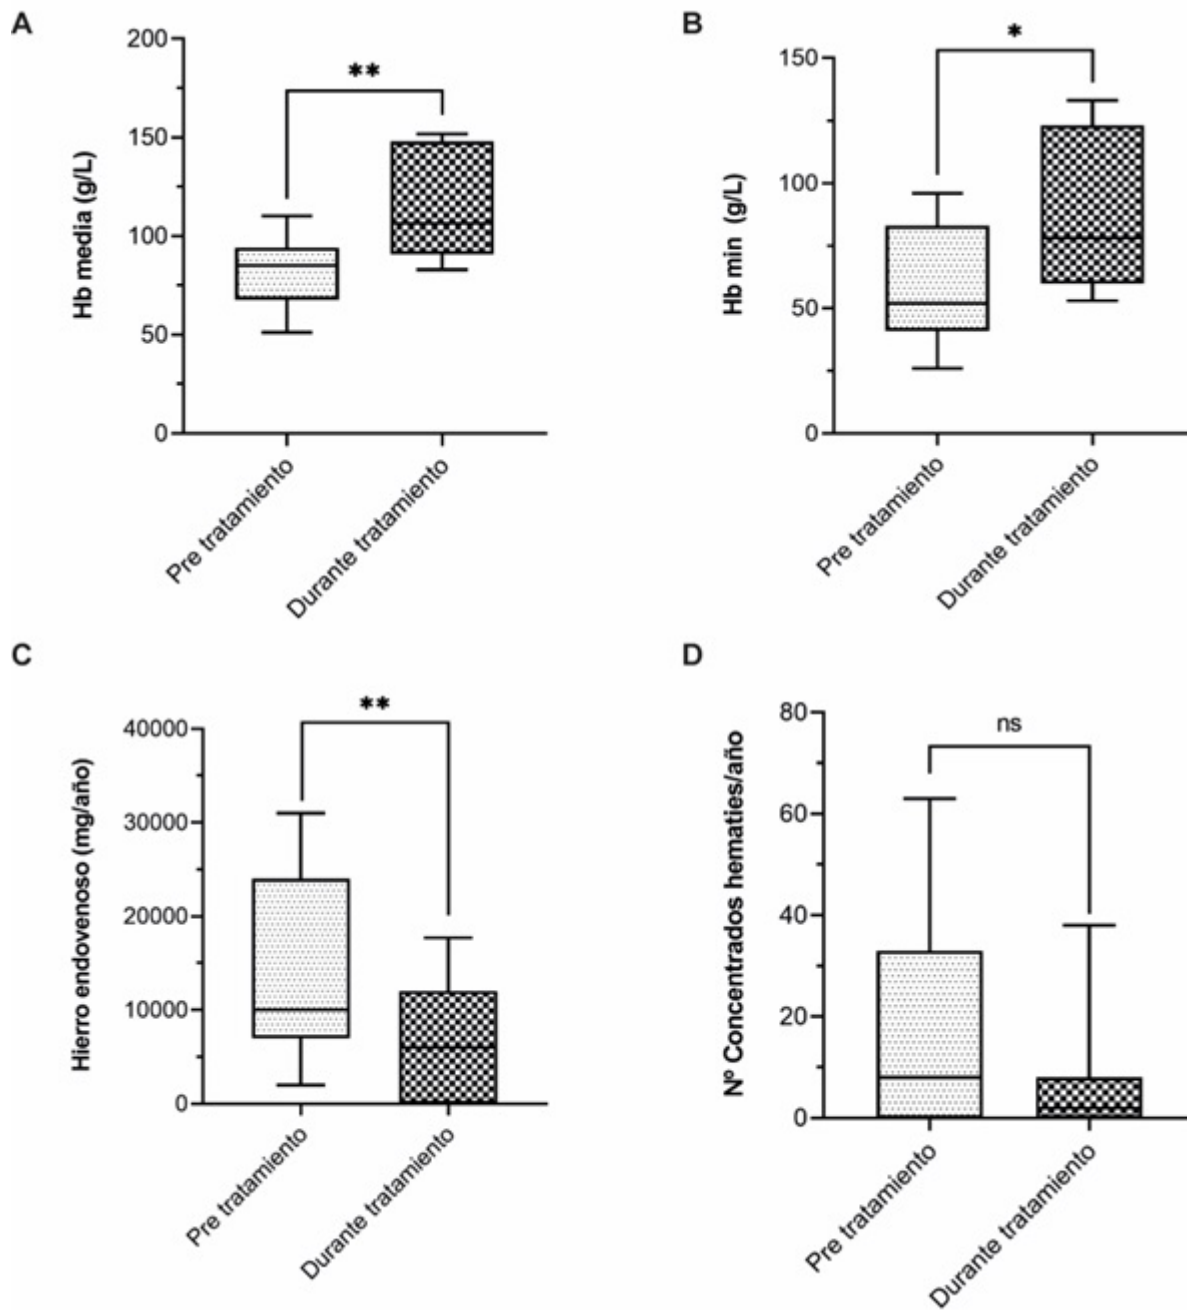 A
Hb media (g/L)
200
150
100
50
0
**
Pre tratamiento
Durante tratamiento
B
Hb min (g/L)
150
100
50
0
*
Pre tratamiento
Durante tratamiento
C
Hierro endovenoso (mg/año)
40000
30000
20000
10000
0
**
Pre tratamiento
Durante tratamiento
D
Nº Concentrados hematies/año
80
60
40
20
0
ns
Pre tratamiento
Durante tratamiento